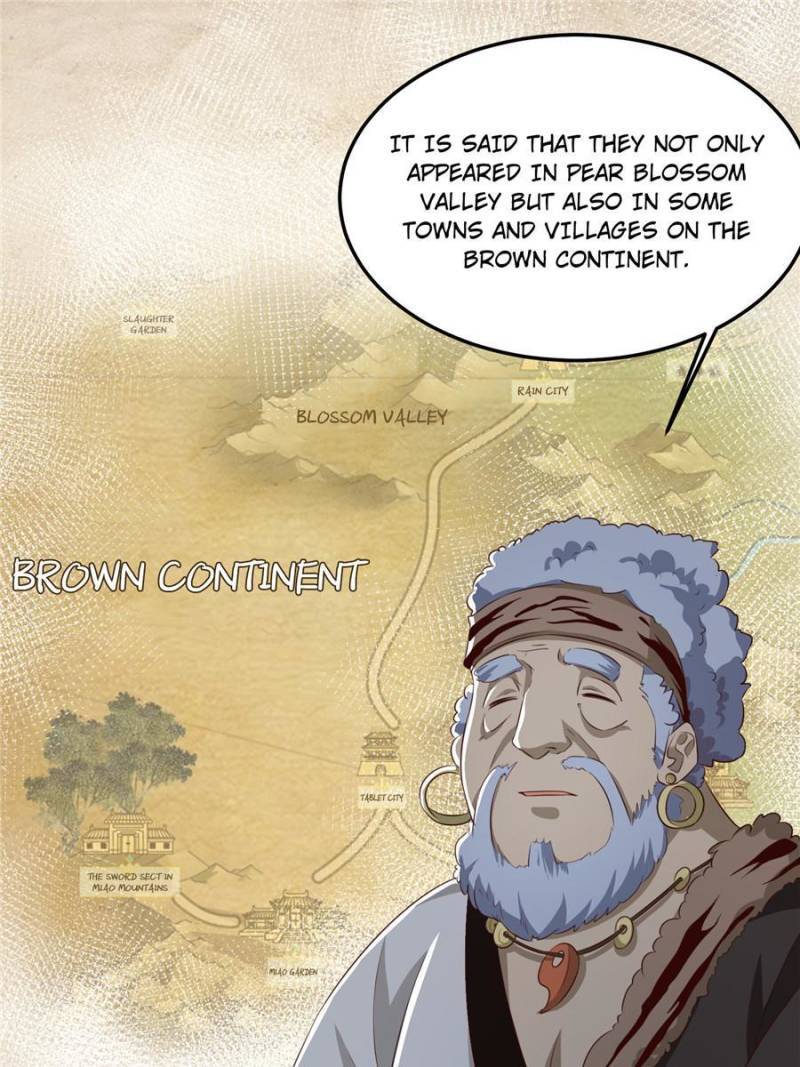 IT IS SAID THAT THEY NOT ONLY
APPEARED IN PEAR BLOSSOM
VALLEY BUT ALSO IN SOME
TOWNS AND VILLAGES ON THE
BROWN CONTINENT.
SLAUGHTER
GARDEN
RAIN CITY
BLOSSOM VALLEY
BROWN CONTINENT
TABLET CITY
THE SWORD SECT IN
MIAO MOUNTAINS
MIAO GARDEN